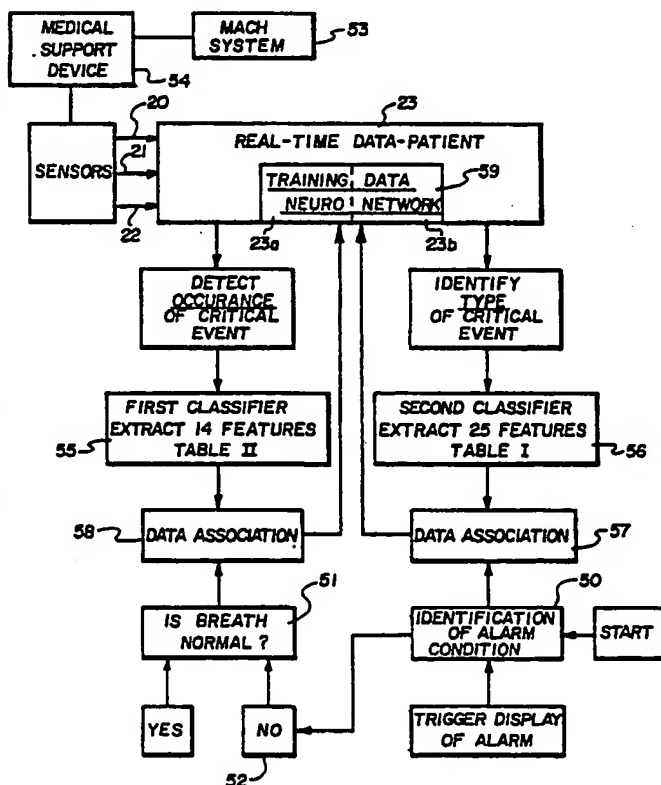 MEDICAL
. SUPPORT
DEVICE
54
MACH
SYSTEM
53
20
21
22
SENSORS
23
REAL-TIME DATA-PATIENT
TRAINING DATA
NEURO NETWORK
59
23a
23b
DETECT
OCCURANCE
OF CRITICAL
EVENT
IDENTIFY
TYPE
OF CRITICAL
EVENT
FIRST CLASSIFIER
EXTRACT 14 FEATURES
TABLE II
55
SECOND CLASSIFIER
EXTRACT 25 FEATURES
TABLE I
56
58
DATA ASSOCIATION
DATA ASSOCIATION
57
51
IS BREATH
NORMAL ?
50
IDENTIFICATION
OF ALARM
CONDITION
START
YES
NO
52
TRIGGER DISPLAY
OF ALARM